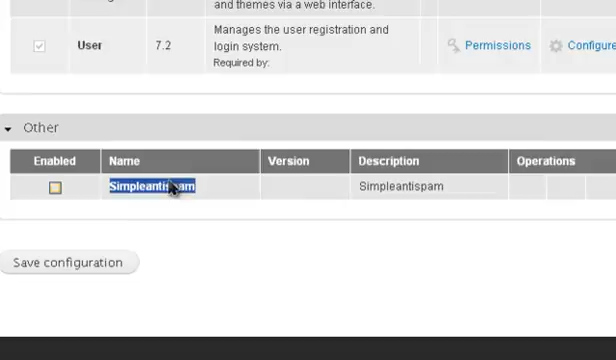 and themes via a web interface.
Manages the user registration and
User 7.2 login system. Permissions Configure
Required by:
Other
Enabled Name Version Description Operations
Simpleantispam Simpleantispam
Save configuration